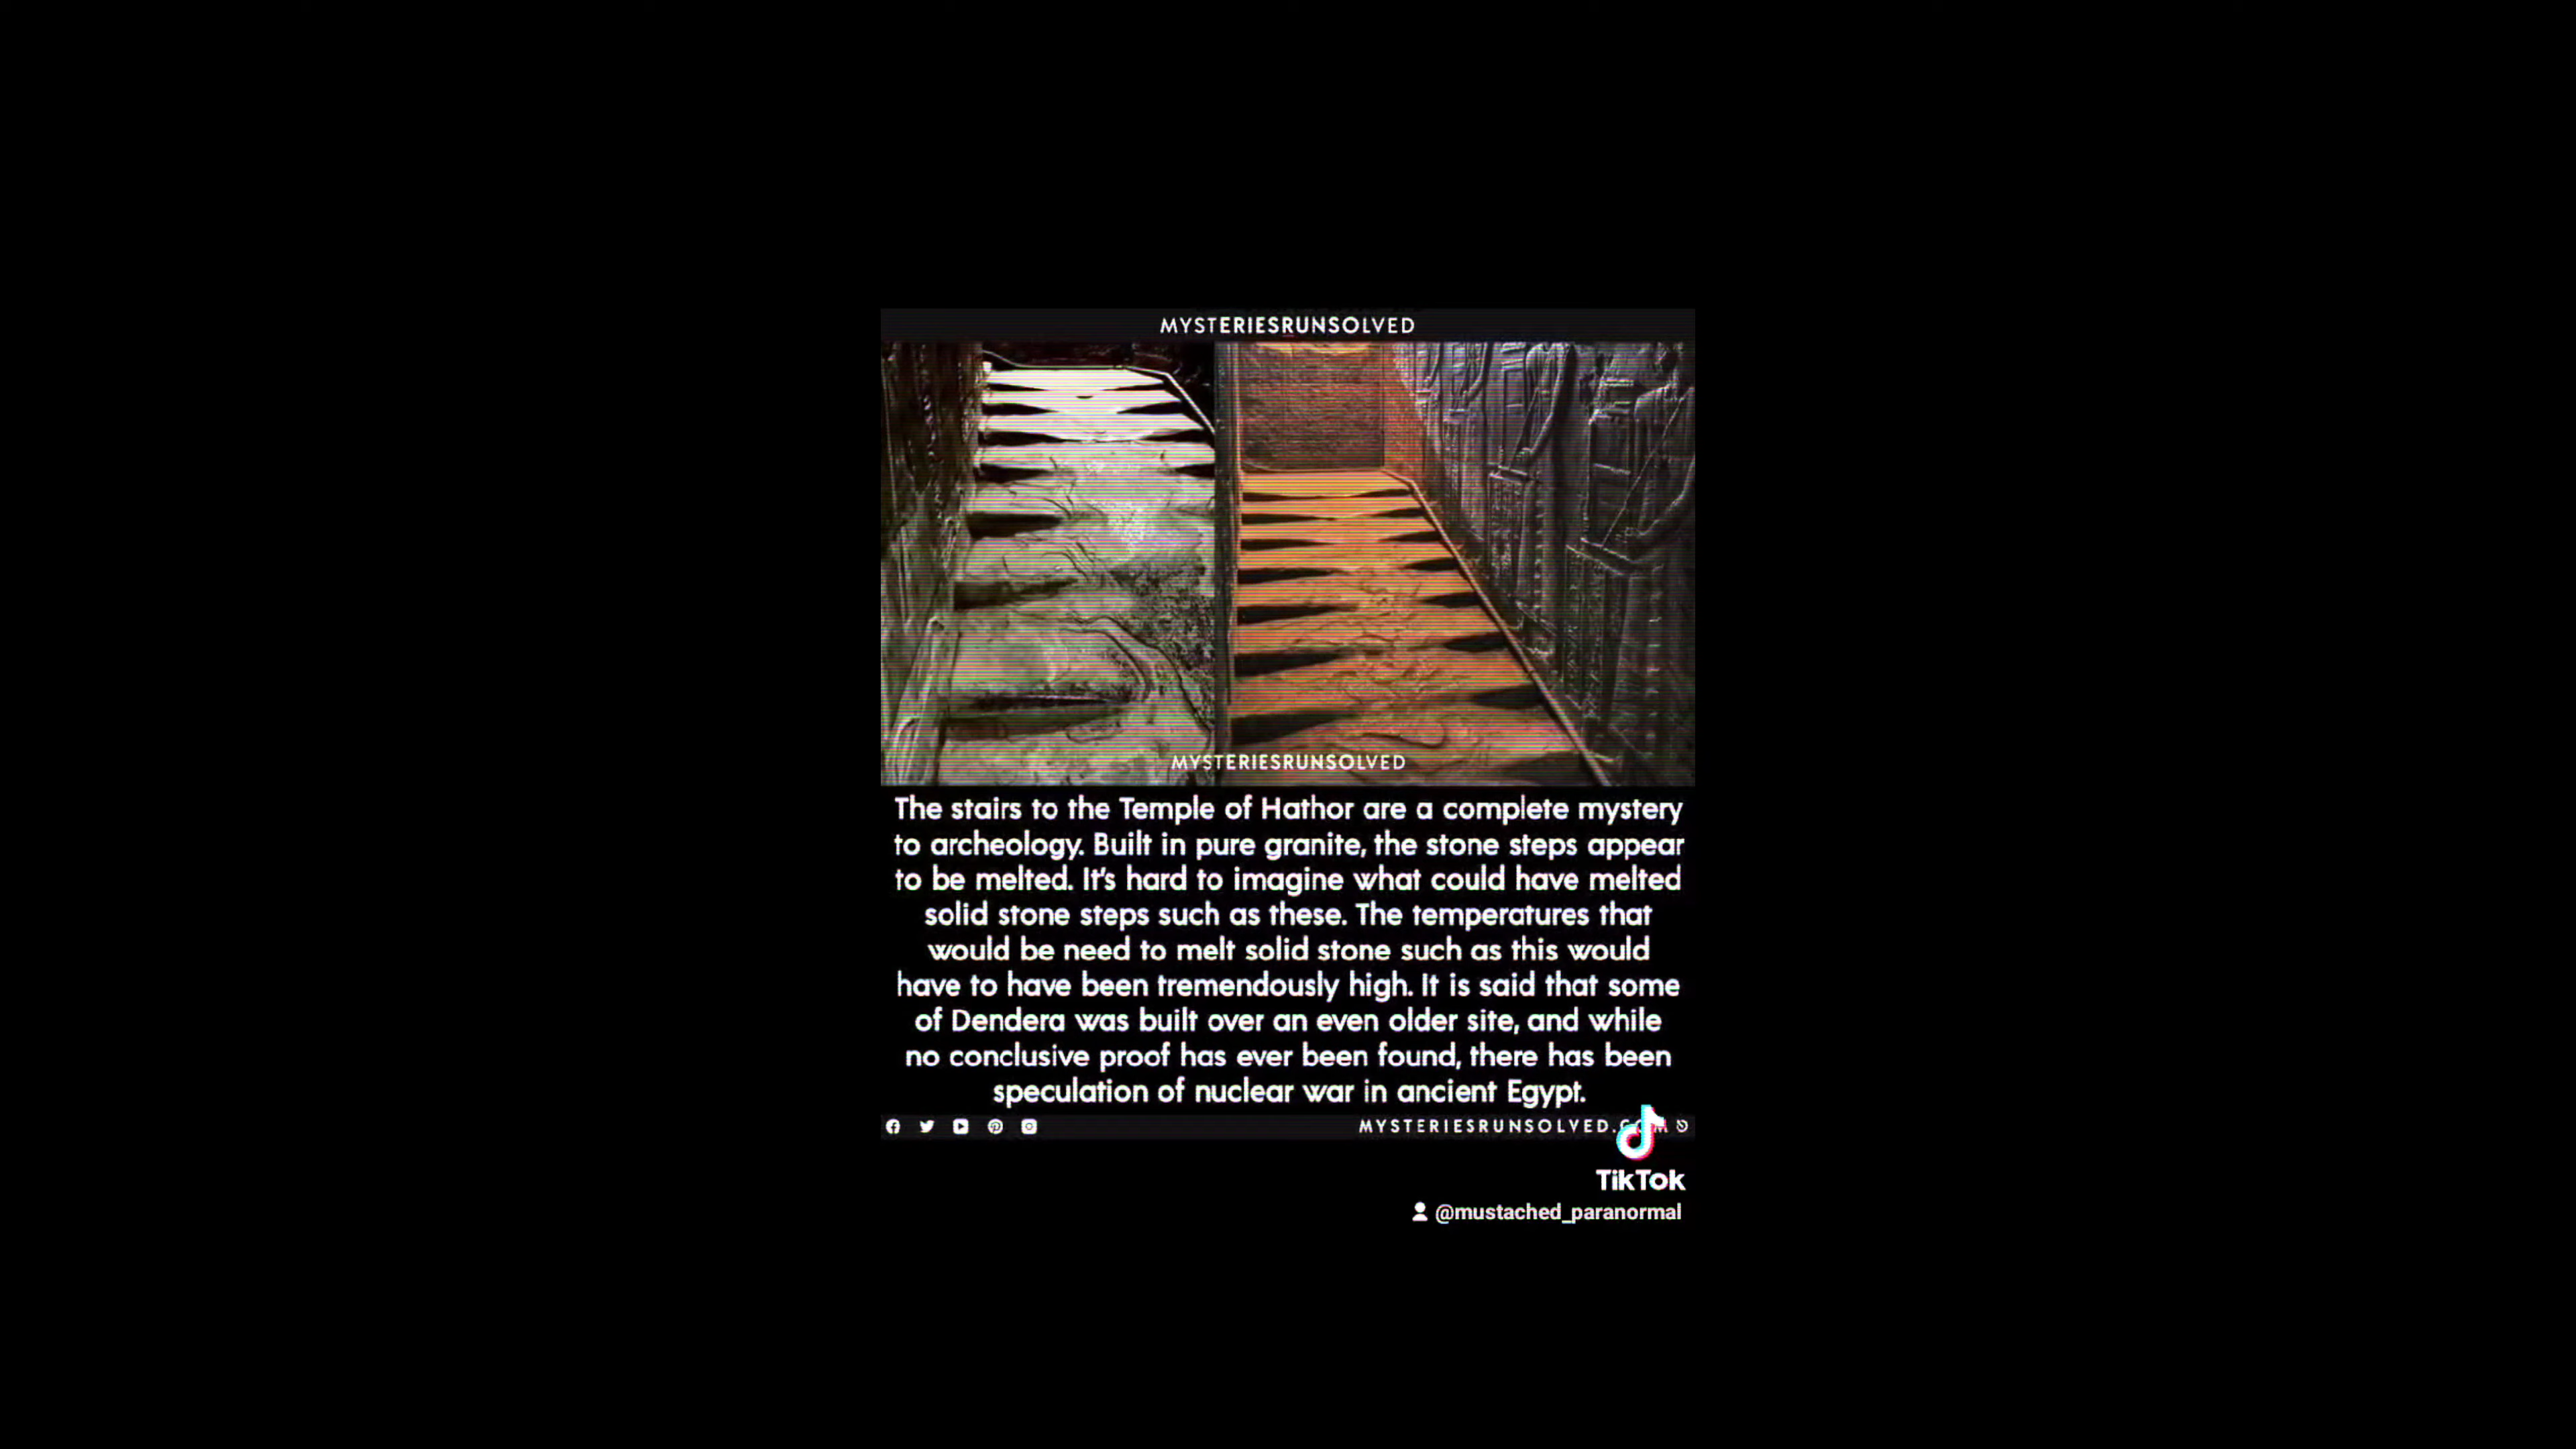 MYSTERIESRUNSOLVED
MYSTERIESRUNSOLVED
The stairs to the Temple of Hathor are a complete mystery
to archeology. Built in pure granite, the stone steps appear
to be melted. It's hard to imagine what could have melted
solid stone steps such as these. The temperatures that
would be need to melt solid stone such as this would
have to have been tremendously high. It is said that some
of Dendera was built over an even older site, and while
no conclusive proof has ever been found, there has been
speculation of nuclear war in ancient Egypt.
MYSTERIESRUNSOLVED.COM
TikTok
@mustached_paranormal